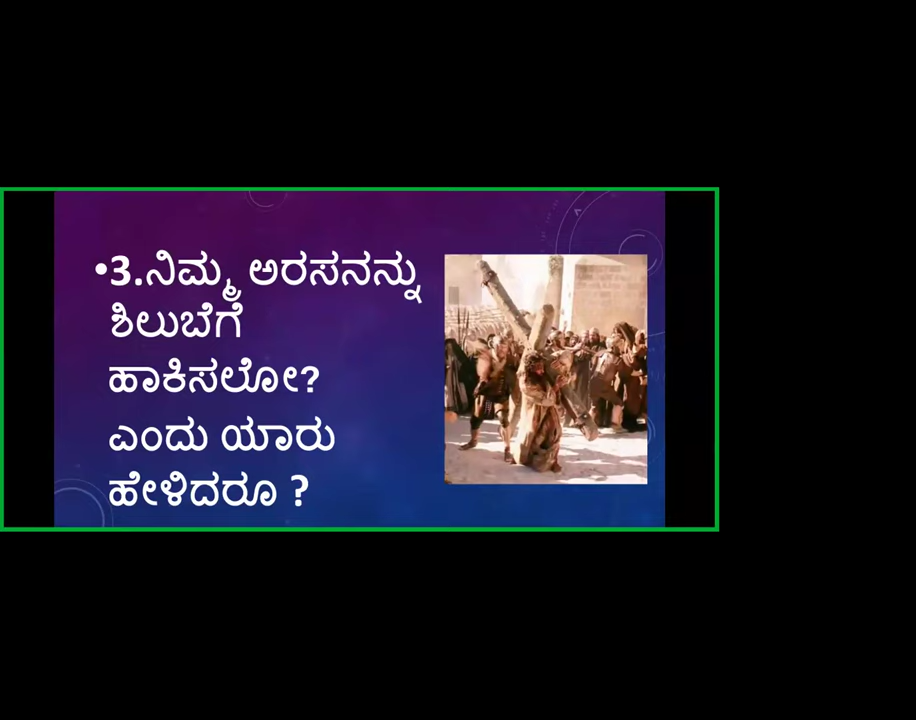 •3.ನಿಮ್ಮ ಅರಸನನ್ನು
ಶಿಲುಬೆಗೆ
ಹಾಕಿಸಲೋ?
ಎಂದು ಯಾರು
ಹೇಳಿದರೂ ?